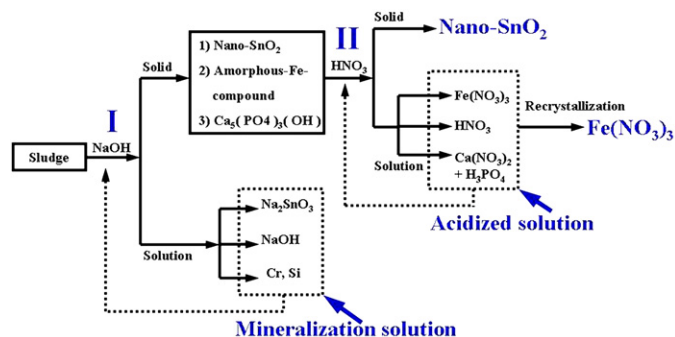 I
II
Sludge
NaOH
Solid
1) Nano-SnO₂
2) Amorphous-Fe-
compound
3) Ca₅( PO4 )₃( OH )
HNO₃
Solid
Nano-SnO₂
Solution
Fe(NO₃)₃
HNO₃
Ca(NO₃)₂
+ H₃PO₄
Recrystallization
Fe(NO₃)₃
Acidized solution
Solution
Na₂SnO₃
NaOH
Cr, Si
Mineralization solution